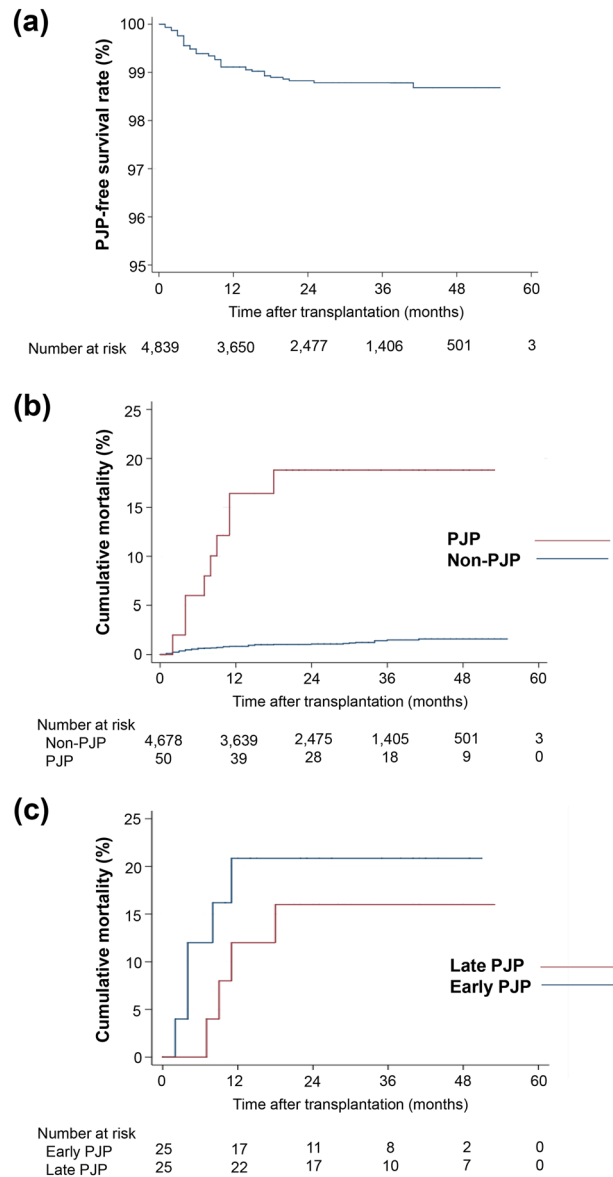 (a)
PJP-free survival rate (%)
100
99
98
97
96
95
0 12 24 36 48 60
Time after transplantation (months)
Number at risk 4,839 3,650 2,477 1,406 501 3
(b)
Cumulative mortality (%)
25
20
15
10
5
0
PJP
Non-PJP
0 12 24 36 48 60
Time after transplantation (months)
Number at risk
Non-PJP 4,678 3,639 2,475 1,405 501 3
PJP 50 39 28 18 9 0
(c)
Cumulative mortality (%)
25
20
15
10
5
0
Late PJP
Early PJP
0 12 24 36 48 60
Time after transplantation (months)
Number at risk
Early PJP 25 17 11 8 2 0
Late PJP 25 22 17 10 7 0